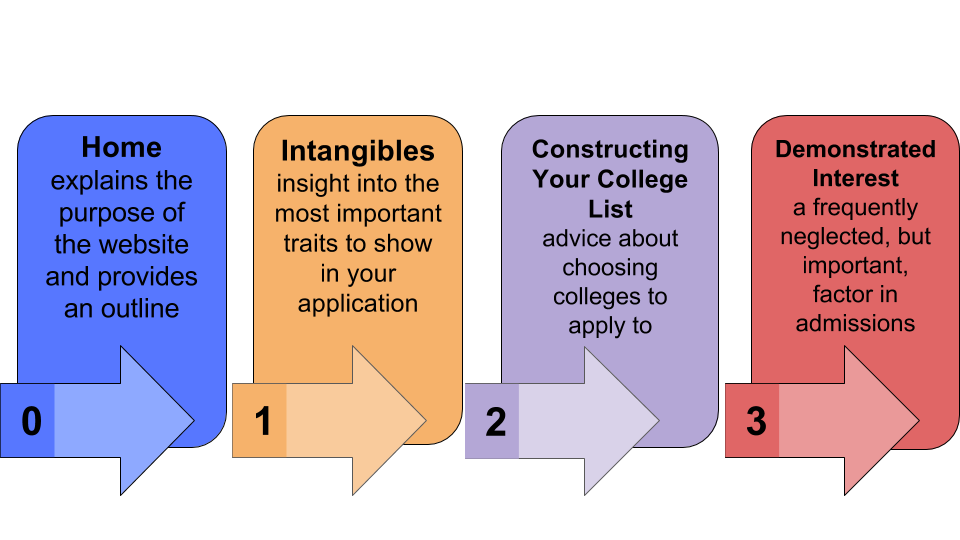 Home
explains the
purpose of
the website
and provides
an outline
0
Intangibles
insight into the
most important
traits to show
in your
application
1
Constructing
Your College
List
advice about
choosing
colleges to
apply to
2
Demonstrated
Interest
a frequently
neglected, but
important,
factor in
admissions
3